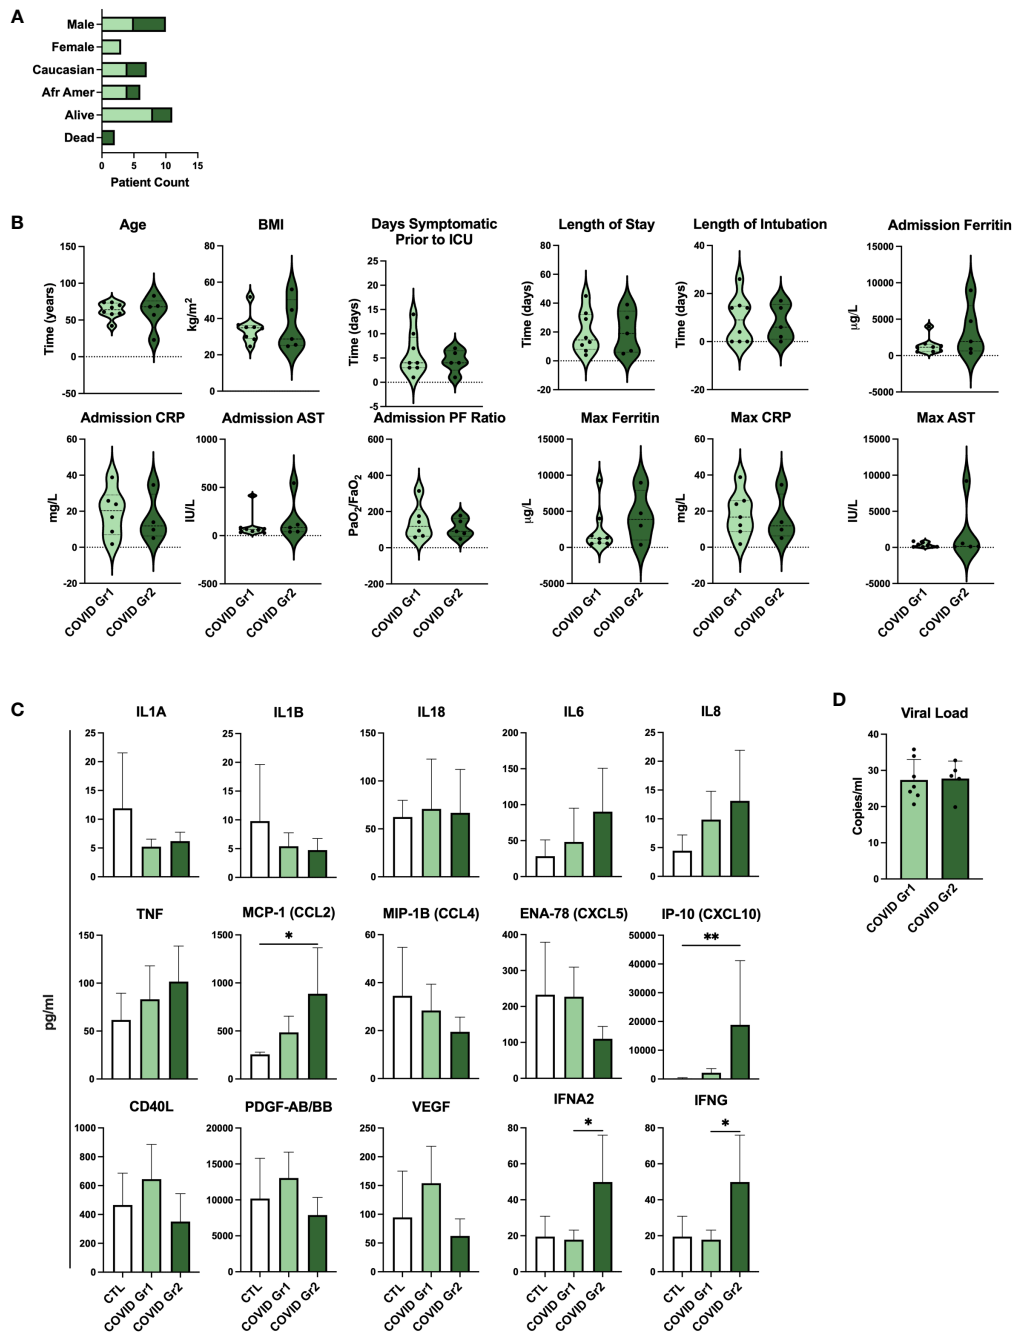 A
Male
Female
Caucasian
Afr Amer
Alive
Dead
0 5 10 15
Patient Count
B
Age
150
100
50
0
-50
Time (years)
BMI
80
60
40
20
0
kg/m2
Days Symptomatic
Prior to ICU
25
20
15
10
5
0
-5
Time (days)
Length of Stay
80
60
40
20
0
-20
Time (days)
Length of Intubation
40
20
0
-20
Time (days)
Admission Ferritin
15000
10000
5000
0
-5000
µg/L
Admission CRP
60
40
20
0
-20
mg/L
COVID Gr1
COVID Gr2
Admission AST
1000
500
0
-500
IU/L
COVID Gr1
COVID Gr2
Admission PF Ratio
600
400
200
0
-200
PaO2/FaO2
COVID Gr1
COVID Gr2
Max Ferritin
15000
10000
5000
0
-5000
µg/L
COVID Gr1
COVID Gr2
Max CRP
60
40
20
0
-20
mg/L
COVID Gr1
COVID Gr2
Max AST
15000
10000
5000
0
-5000
IU/L
COVID Gr1
COVID Gr2
C
pg/ml
IL1A
25
20
15
10
5
0
IL1B
25
20
15
10
5
0
IL18
150
100
50
0
IL6
200
150
100
50
0
IL8
25
20
15
10
5
0
TNF
150
100
50
0
MCP-1 (CCL2)
1500
1000
500
0
*
MIP-1B (CCL4)
60
40
20
0
ENA-78 (CXCL5)
400
300
200
100
0
IP-10 (CXCL10)
50000
40000
30000
20000
10000
0
**
CD40L
1000
800
600
400
200
0
CTL
COVID Gr1
COVID Gr2
PDGF-AB/BB
20000
15000
10000
5000
0
CTL
COVID Gr1
COVID Gr2
VEGF
250
200
150
100
50
0
CTL
COVID Gr1
COVID Gr2
IFNA2
80
60
40
20
0
*
CTL
COVID Gr1
COVID Gr2
IFNG
80
60
40
20
0
*
CTL
COVID Gr1
COVID Gr2
D
Viral Load
40
30
20
10
0
Copies/ml
COVID Gr1
COVID Gr2